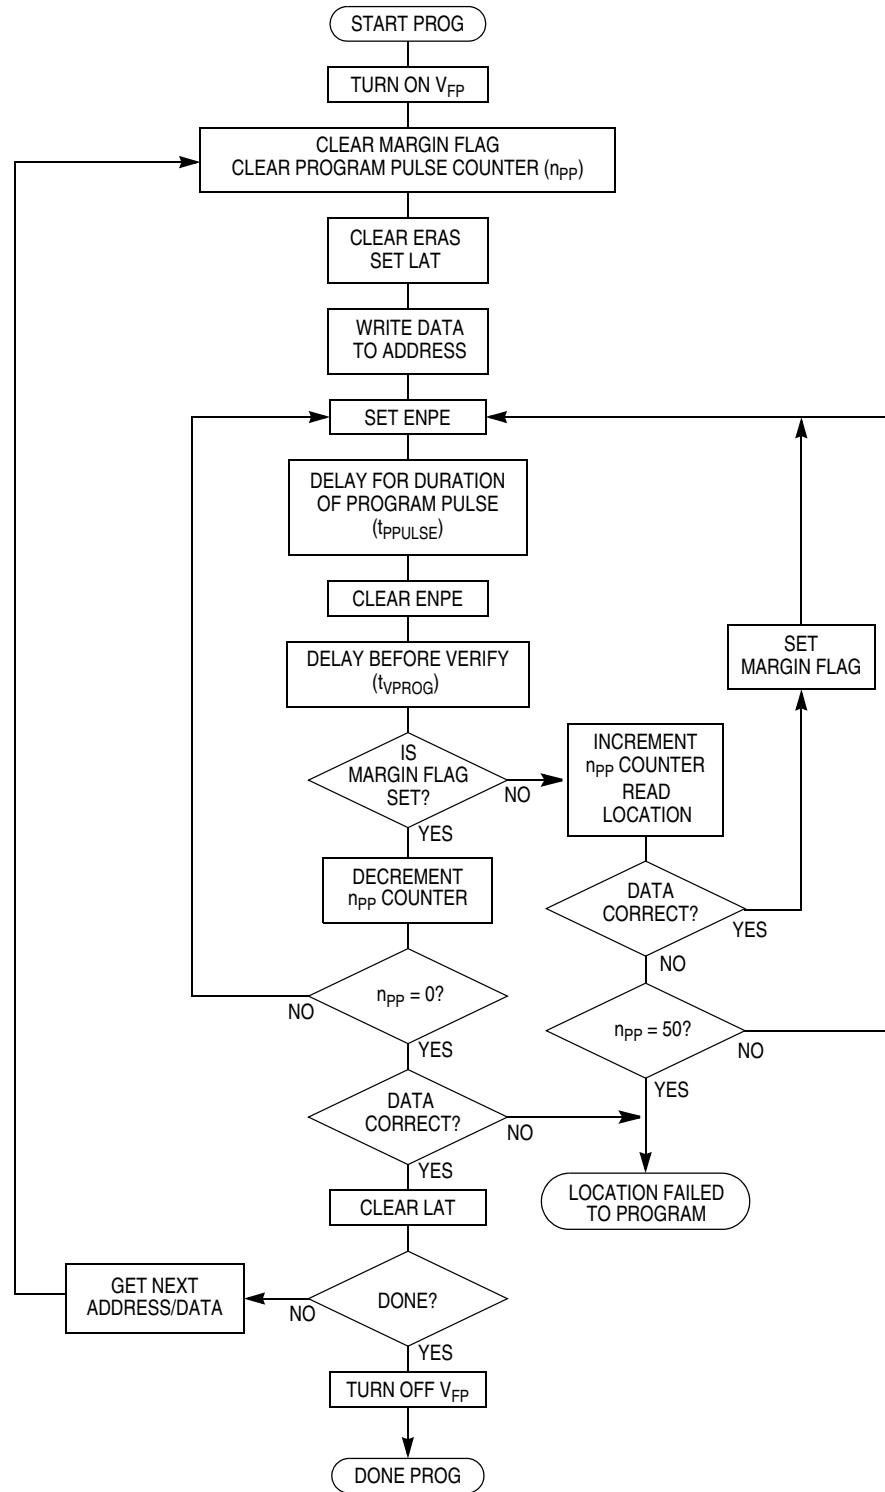 START PROG
TURN ON VFP
CLEAR MARGIN FLAG
CLEAR PROGRAM PULSE COUNTER (nPP)
CLEAR ERAS
SET LAT
WRITE DATA
TO ADDRESS
SET ENPE
DELAY FOR DURATION
OF PROGRAM PULSE
(tPPULSE)
CLEAR ENPE
DELAY BEFORE VERIFY
(tVPROG)
SET
MARGIN FLAG
IS
MARGIN FLAG
SET?
NO
YES
INCREMENT
nPP COUNTER
READ
LOCATION
DECREMENT
nPP COUNTER
DATA
CORRECT?
YES
NO
nPP = 0?
NO
YES
nPP = 50?
NO
YES
DATA
CORRECT?
NO
YES
LOCATION FAILED
TO PROGRAM
CLEAR LAT
GET NEXT
ADDRESS/DATA
DONE?
NO
YES
TURN OFF VFP
DONE PROG